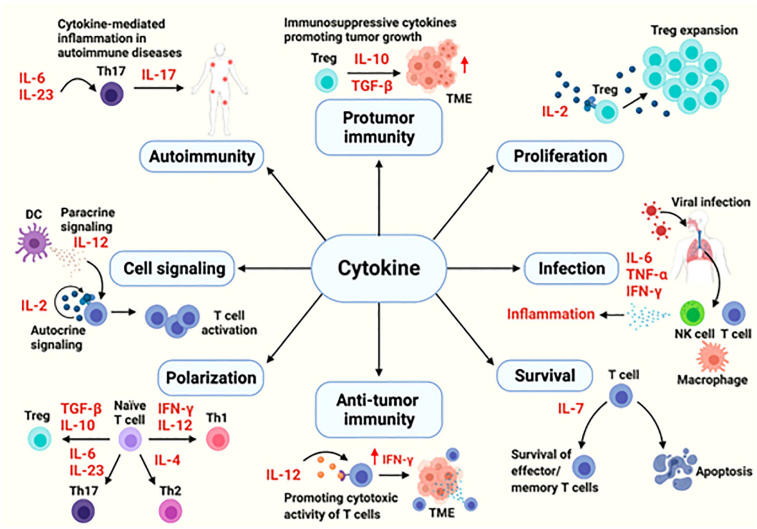 Cytokine-mediated
inflammation in
autoimmune diseases
IL-6
IL-23
Th17
IL-17
Autoimmunity
Immunosuppressive cytokines
promoting tumor growth
Treg
IL-10
TGF-β
TME
Protumor
immunity
Treg expansion
IL-2
Treg
Proliferation
DC
Paracrine
signaling
IL-12
IL-2
Autocrine
signaling
T cell
activation
Cell signaling
Cytokine
Infection
Viral infection
IL-6
TNF-α
IFN-γ
Inflammation
NK cell
T cell
Macrophage
Polarization
Treg
TGF-β
IL-10
Naïve
T cell
IFN-γ
IL-12
Th1
IL-6
IL-23
IL-4
Th17
Th2
Anti-tumor
immunity
IL-12
IFN-γ
Promoting cytotoxic
activity of T cells
TME
Survival
T cell
IL-7
Survival of
effector/
memory T cells
Apoptosis